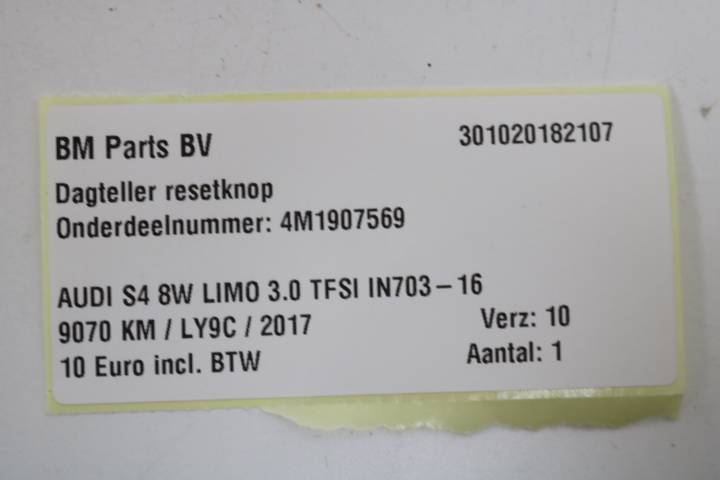 BM Parts BV 301020182107
Dagteller resetknop
Onderdeelnummer: 4M1907569
AUDI S4 8W LIMO 3.0 TFSI IN703-16
9070 KM / LY9C / 2017 Verz: 10
10 Euro incl. BTW Aantal: 1